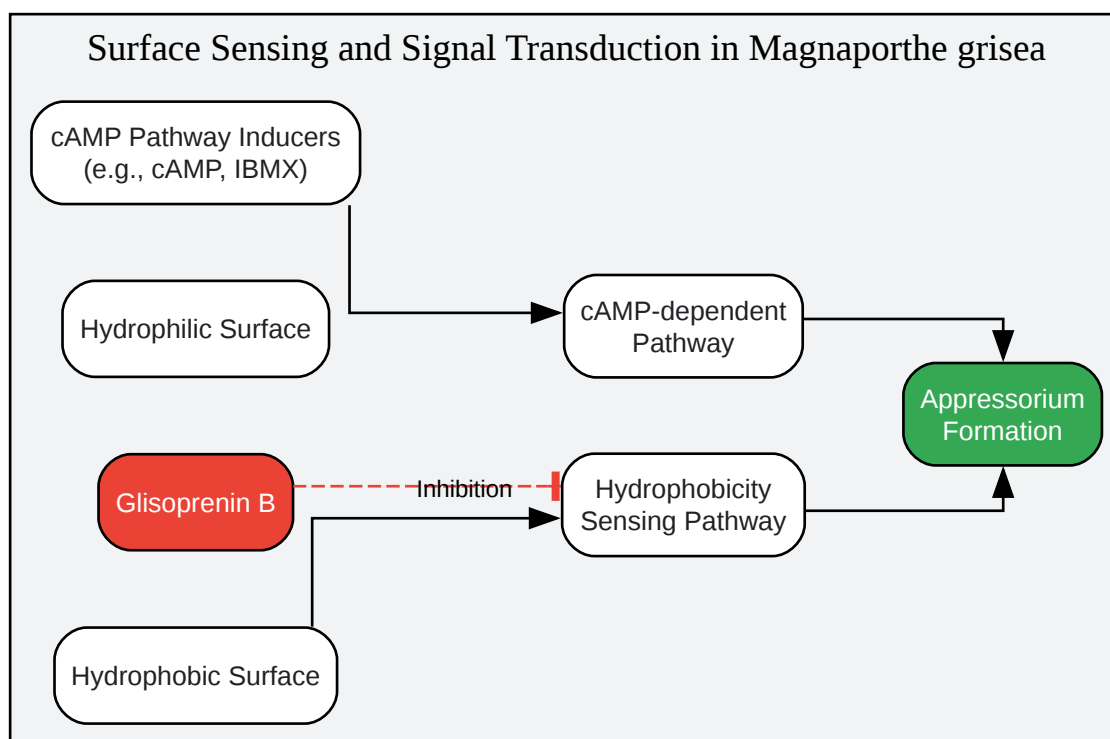 Surface Sensing and Signal Transduction in Magnaporthe grisea
cAMP Pathway Inducers
(e.g., cAMP, IBMX)
Hydrophilic Surface
cAMP-dependent
Pathway
Appressorium
Formation
Glisoprenin B
Inhibition
Hydrophobicity
Sensing Pathway
Hydrophobic Surface